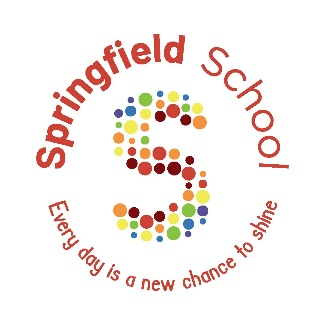 Springfield School
S
Every day is a new chance to shine